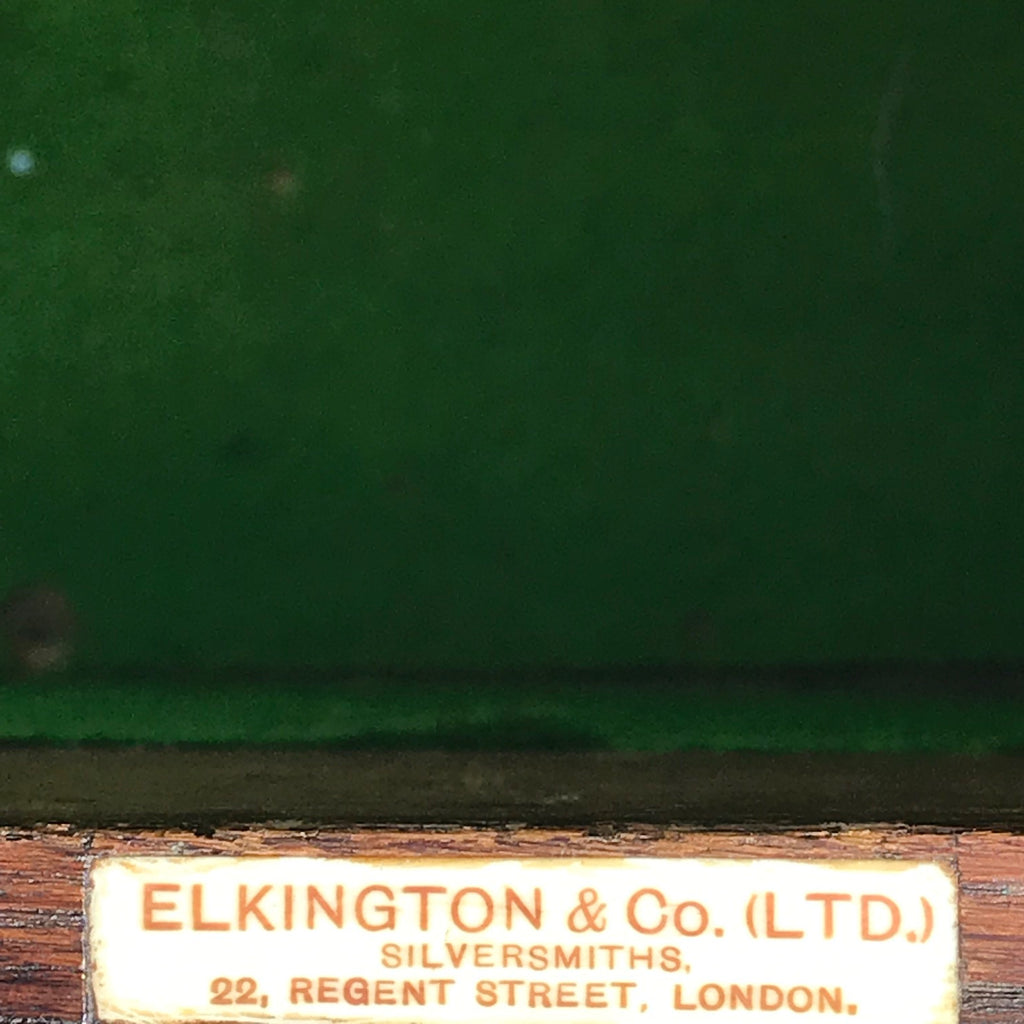 ELKINGTON & Co. (LTD.)
SILVERSMITHS,
22, REGENT STREET, LONDON.